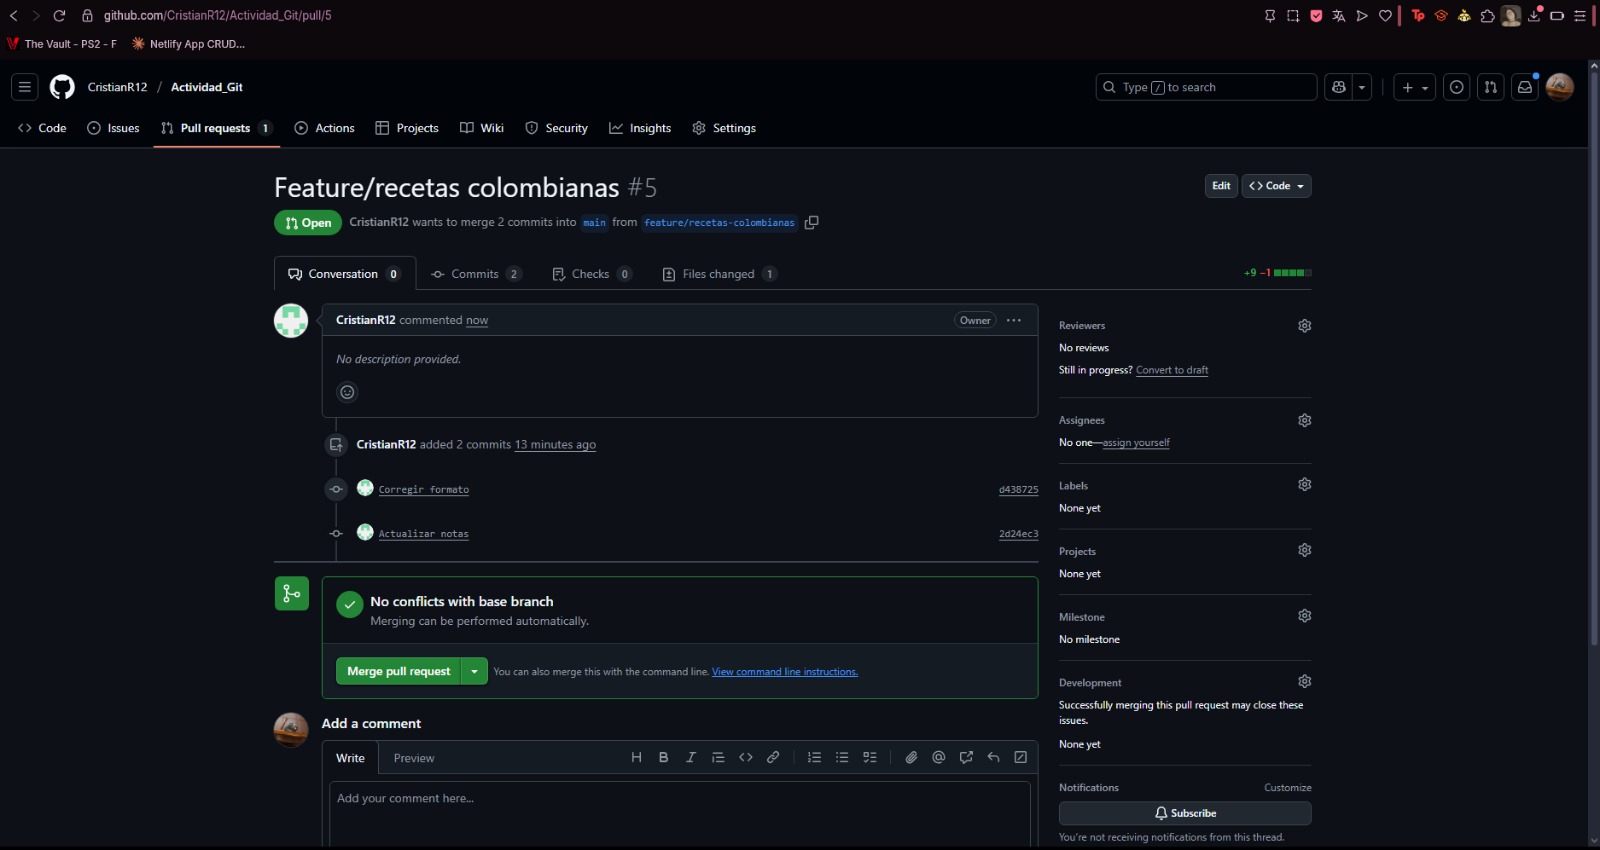 github.com/CristianR12/Actividad_Git/pull/5
The Vault - PS2 - F
Netlify App CRUD...
CristianR12 / Actividad_Git
Type / to search
Code
Issues
Pull requests 1
Actions
Projects
Wiki
Security
Insights
Settings
Feature/recetas colombianas #5
Edit
Code
Open
CristianR12 wants to merge 2 commits into main from feature/recetas-colombianas
Conversation 0
Commits 2
Checks 0
Files changed 1
+9 −1
CristianR12 commented now
Owner
No description provided.
CristianR12 added 2 commits 13 minutes ago
Corregir formato
d438725
Actualizar notas
2d24ec3
No conflicts with base branch
Merging can be performed automatically.
Merge pull request
You can also merge this with the command line. View command line instructions.
Add a comment
Write
Preview
Add your comment here...
Reviewers
No reviews
Still in progress? Convert to draft
Assignees
No one—assign yourself
Labels
None yet
Projects
None yet
Milestone
No milestone
Development
Successfully merging this pull request may close these
issues.
None yet
Notifications
Customize
Subscribe
You're not receiving notifications from this thread.